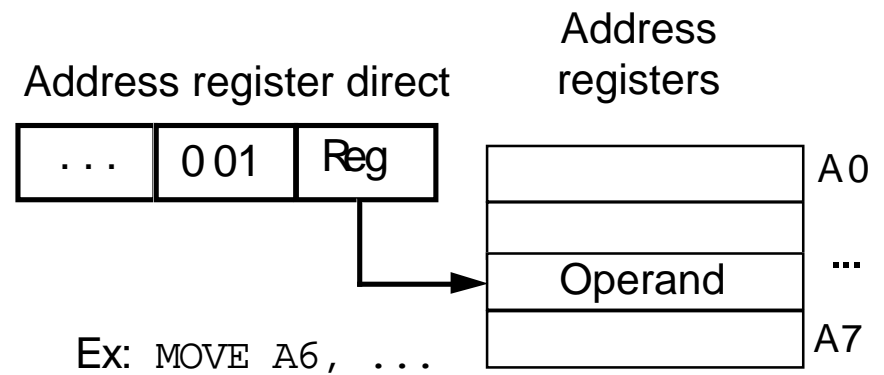 Address registers
Address register direct
. . . 0 01 Reg
A0
...
Operand
A7
Ex: MOVE A6, ...